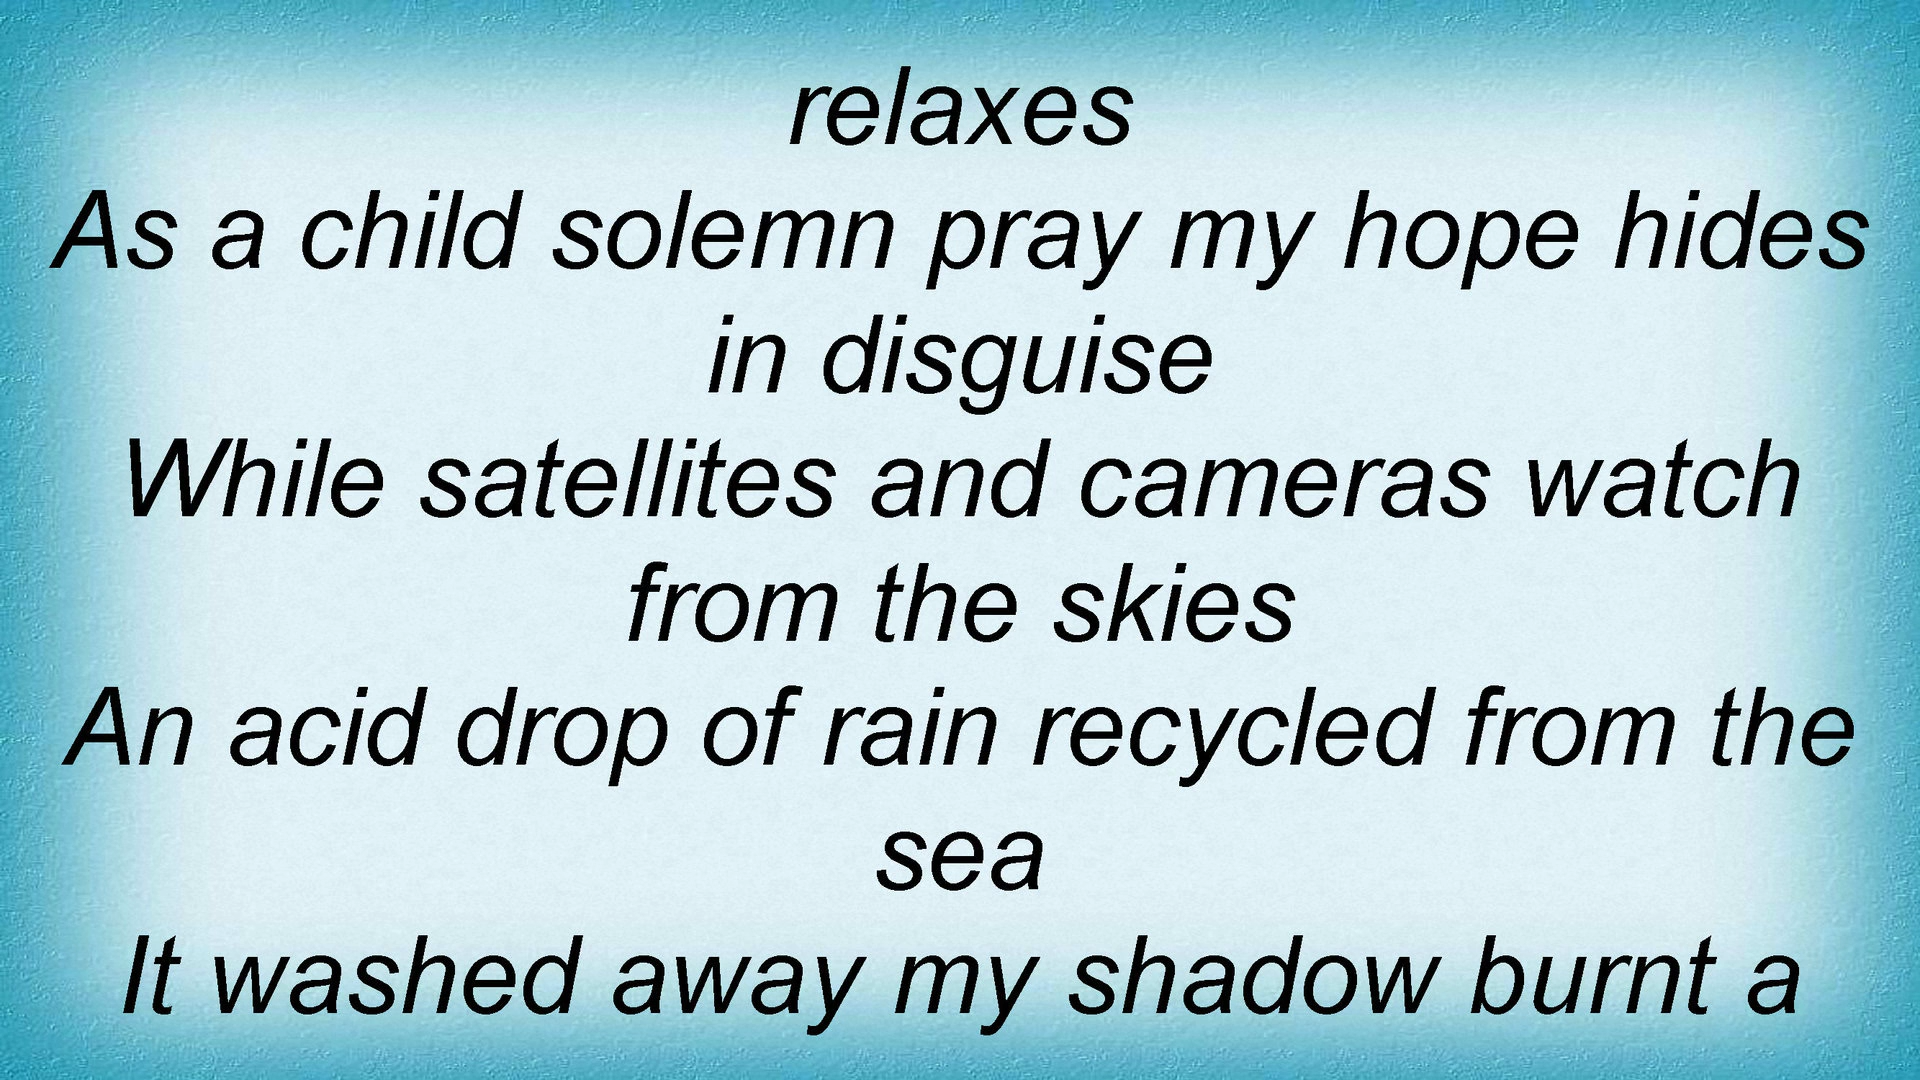 relaxes
As a child solemn pray my hope hides
in disguise
While satellites and cameras watch
from the skies
An acid drop of rain recycled from the
sea
It washed away my shadow burnt a